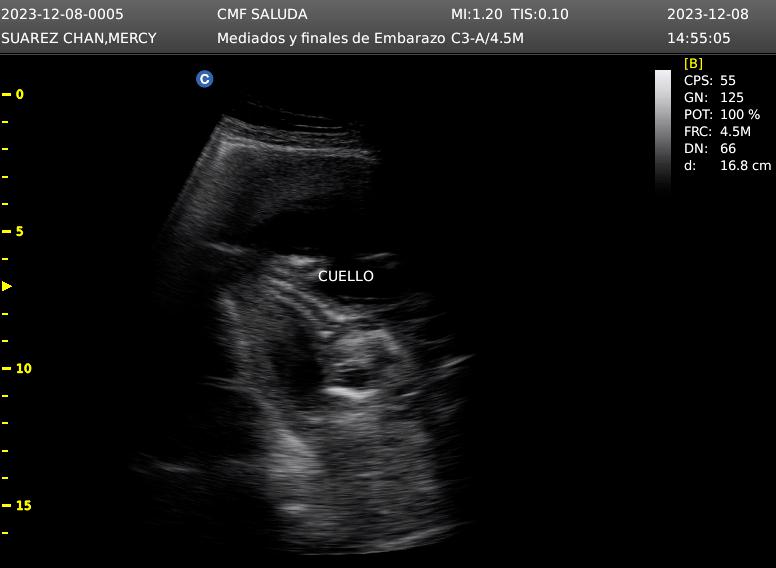 2023-12-08-0005 CMF SALUDA MI:1.20 TIS:0.10 2023-12-08
SUAREZ CHAN,MERCY Mediados y finales de Embarazo C3-A/4.5M 14:55:05
[B]
CPS: 55
GN: 125
POT: 100 %
FRC: 4.5M
DN: 66
d: 16.8 cm
C
0
5
CUELLO
10
15